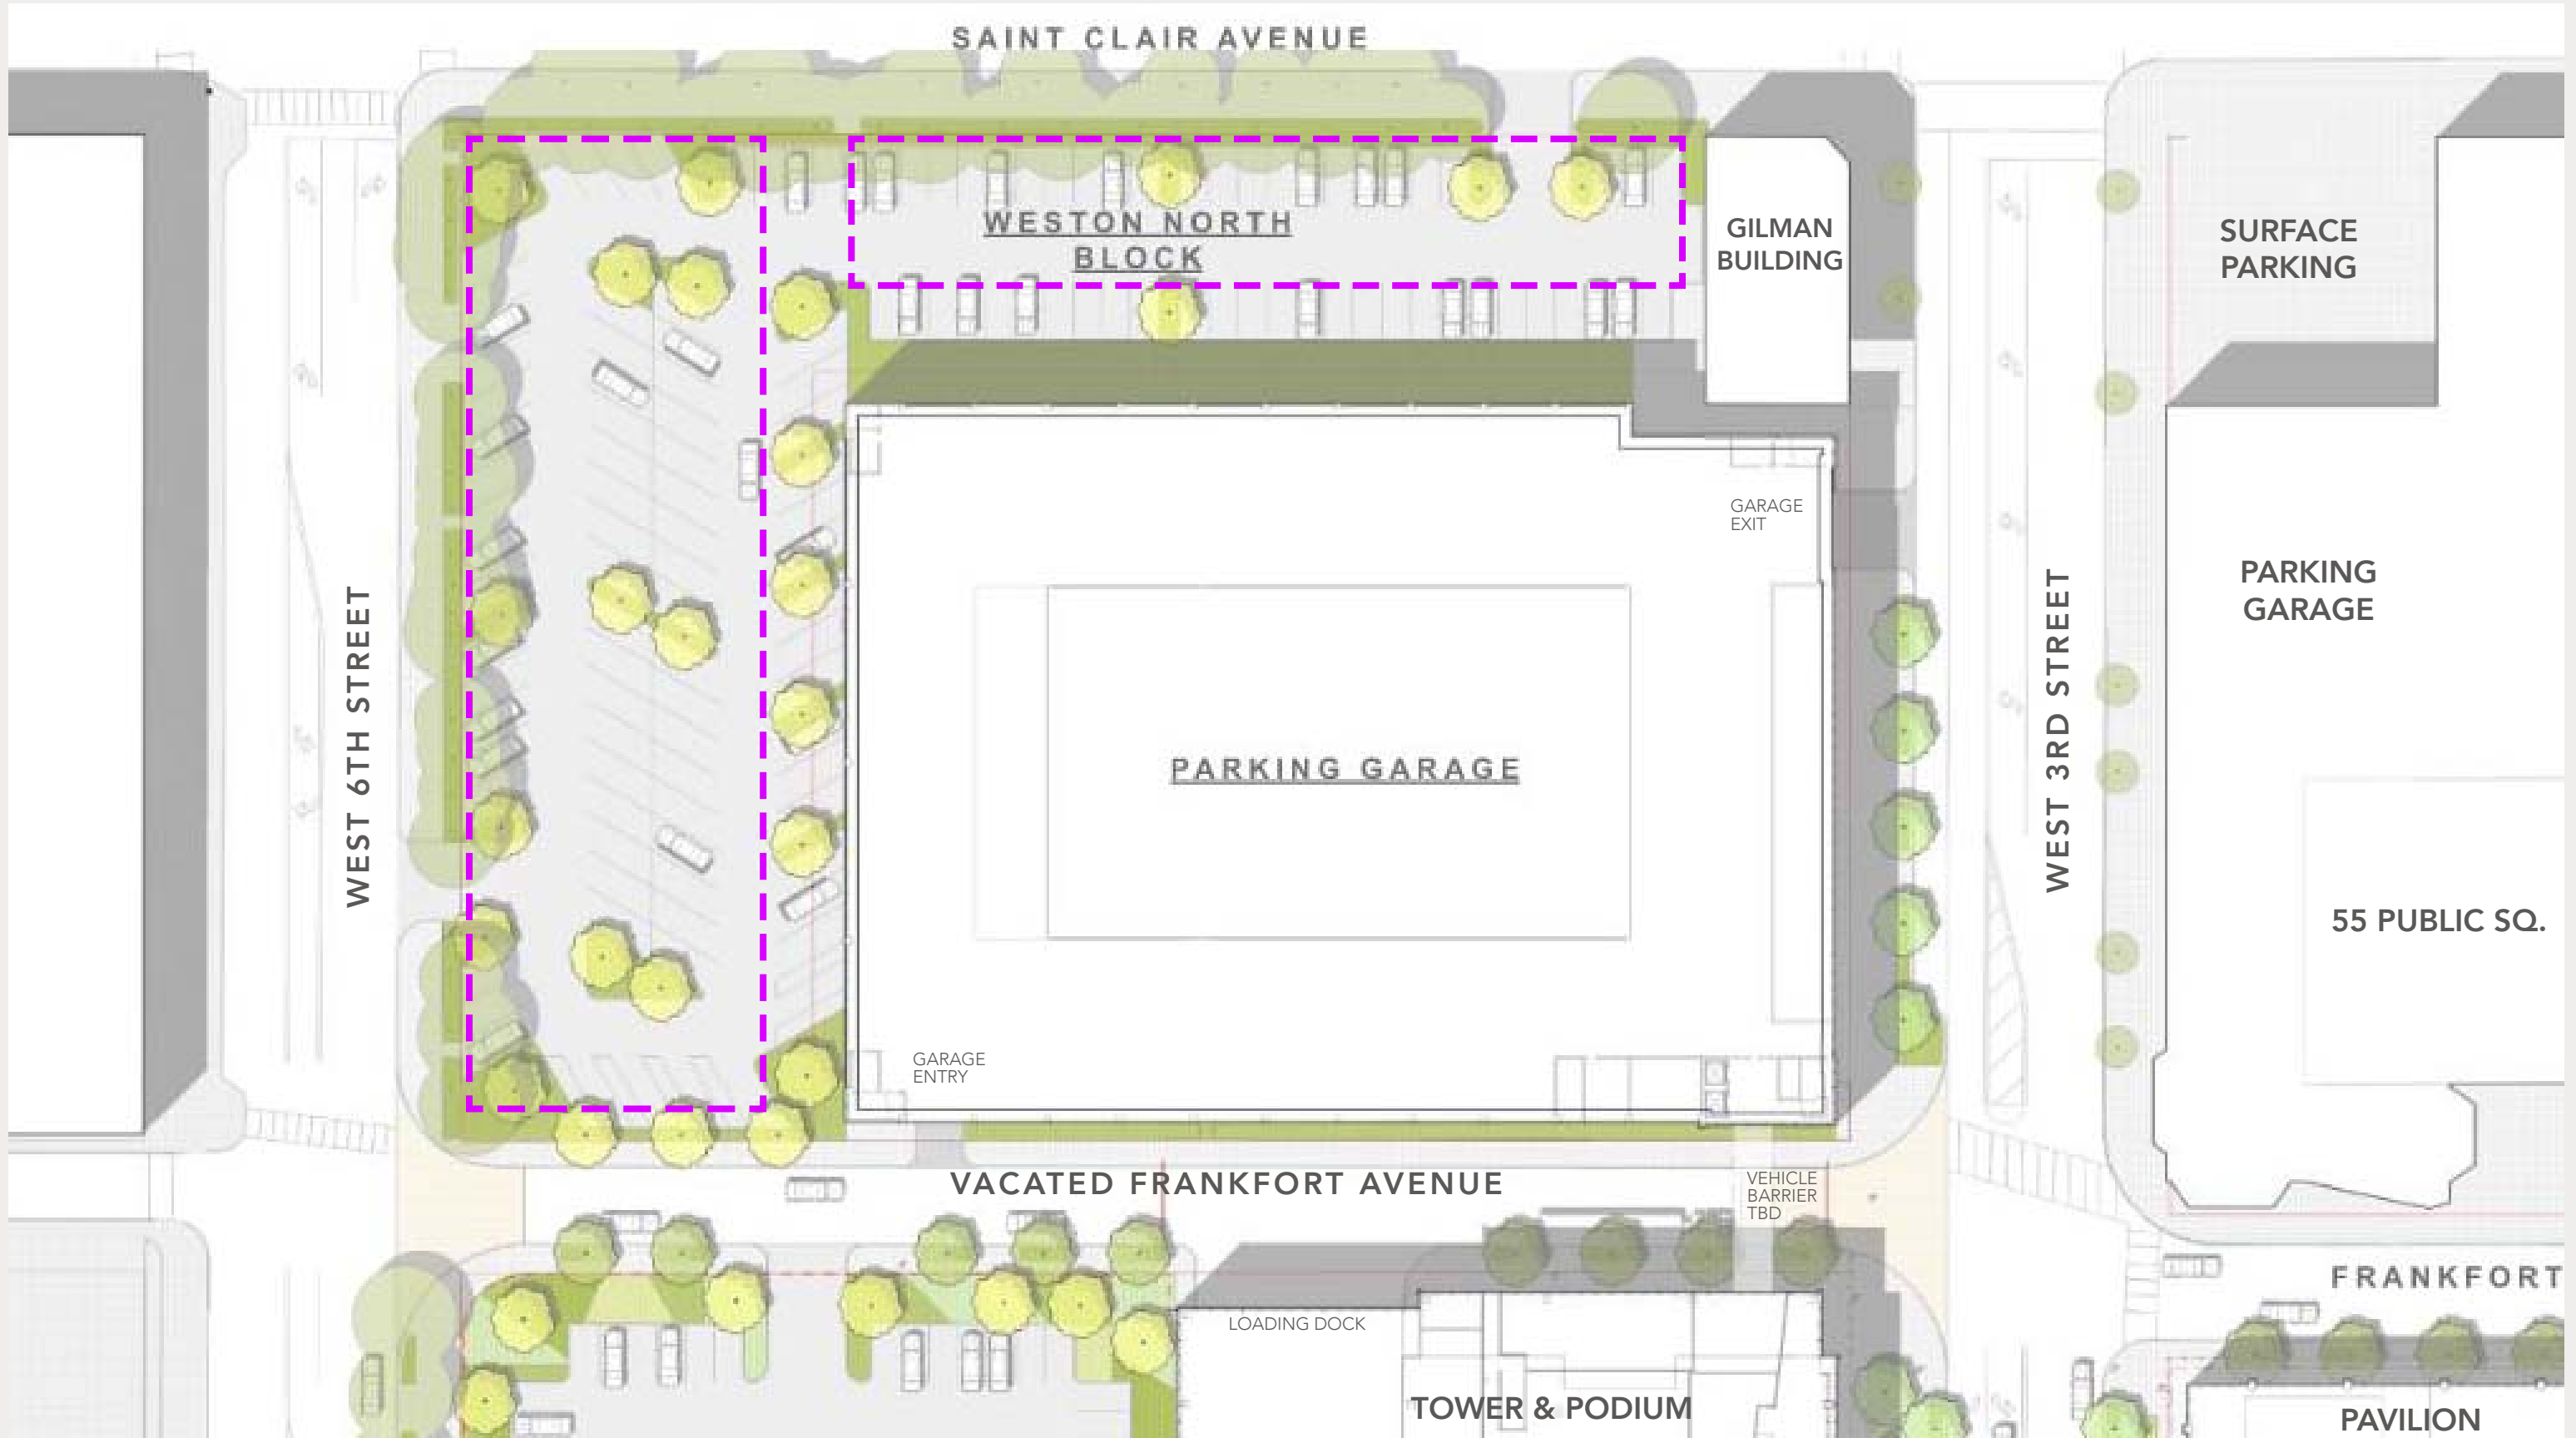 SAINT CLAIR AVENUE
WESTON NORTH
BLOCK
GILMAN
BUILDING
SURFACE
PARKING
GARAGE
EXIT
PARKING
GARAGE
WEST 6TH STREET
WEST 3RD STREET
PARKING GARAGE
55 PUBLIC SQ.
GARAGE
ENTRY
VACATED FRANKFORT AVENUE
VEHICLE
BARRIER
TBD
FRANKFORT
LOADING DOCK
TOWER & PODIUM
PAVILION